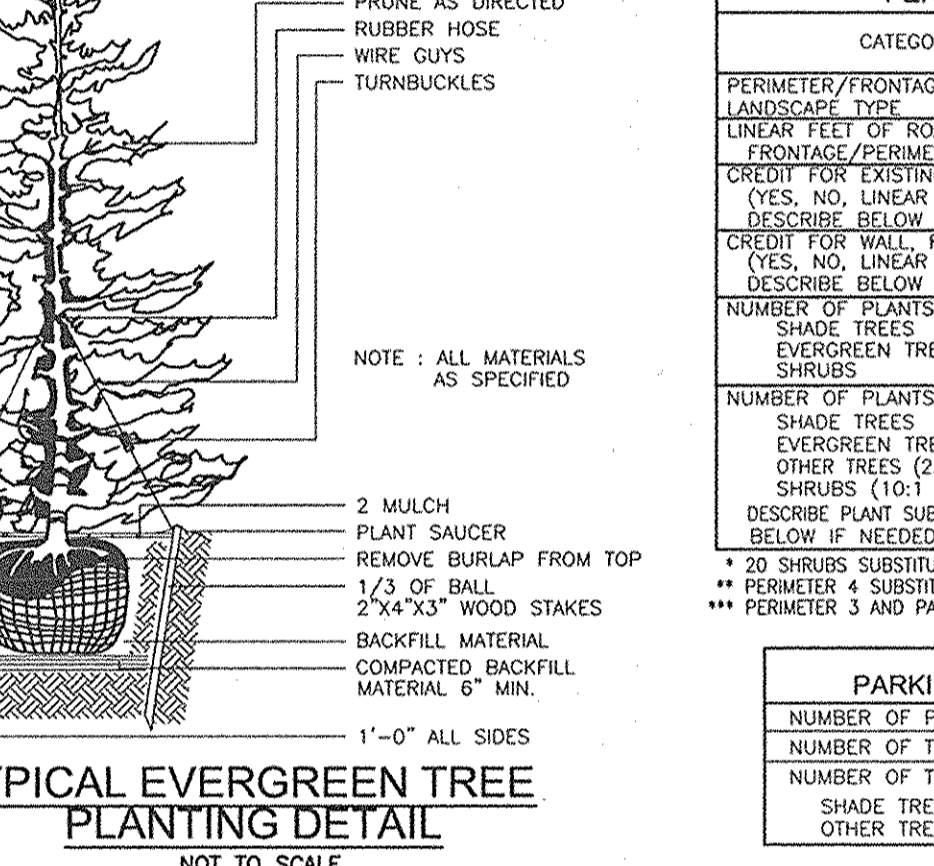 PRUNE AS DIRECTED
RUBBER HOSE
WIRE GUYS
TURNBUCKLES
NOTE : ALL MATERIALS
AS SPECIFIED
2 MULCH
PLANT SAUCER
REMOVE BURLAP FROM TOP
1/3 OF BALL
2"X4"X3" WOOD STAKES
BACKFILL MATERIAL
COMPACTED BACKFILL
MATERIAL 6" MIN.
1'-0" ALL SIDES
YPICAL EVERGREEN TREE
PLANTING DETAIL
NOT TO SCALE
CATEGO
PERIMETER/FRONTAG
LANDSCAPE TYPE
LINEAR FEET OF RO
FRONTAGE/PERIME
CREDIT FOR EXISTIN
(YES, NO, LINEAR
DESCRIBE BELOW
CREDIT FOR WALL, F
(YES, NO, LINEAR
DESCRIBE BELOW
NUMBER OF PLANTS
SHADE TREES
EVERGREEN TRE
SHRUBS
NUMBER OF PLANTS
SHADE TREES
EVERGREEN TRE
OTHER TREES (2
SHRUBS (10:1
DESCRIBE PLANT SUB
BELOW IF NEEDED
* 20 SHRUBS SUBSTITU
** PERIMETER 4 SUBSTIT
*** PERIMETER 3 AND PA
PARKI
NUMBER OF P
NUMBER OF T
NUMBER OF T
SHADE TRE
OTHER TRE